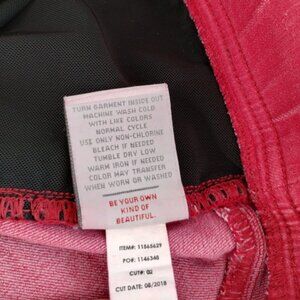 TURN GARMENT INSIDE OUT
MACHINE WASH COLD
WITH LIKE COLORS
NORMAL CYCLE
USE ONLY NON-CHLORINE
BLEACH IF NEEDED
TUMBLE DRY LOW
WARM IRON IF NEEDED
COLOR MAY TRANSFER
WHEN WORN OR WASHED
BE YOUR OWN
KIND OF
BEAUTIFUL.
ITEM#: 11565629
PO#: 1146348
CUT#: 02
CUT DATE: 08/2018